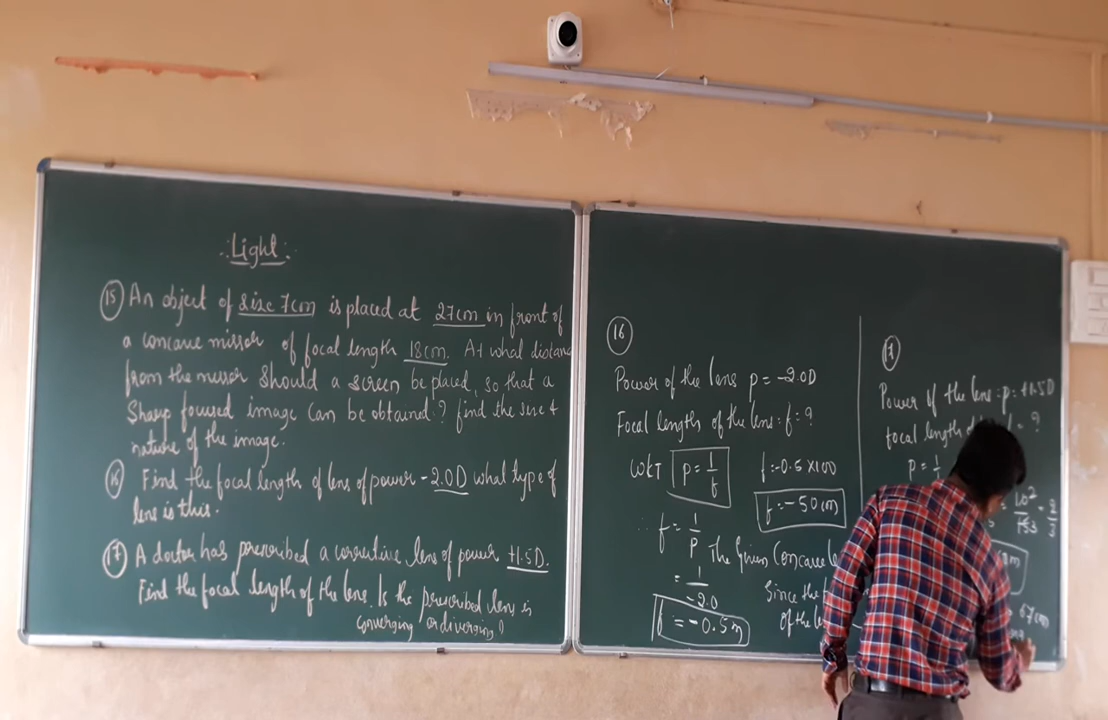 Light
15 An object of size 7cm is placed at 27cm in front of
a concave mirror of focal length 18cm. At what distan
from the mirror should a screen be placed, so that a
Sharp focused image can be obtained? find the size &
nature of the image.
16 Find the focal length of lens of power -2.0D what type of
lens is this.
17 A doctor has prescribed a corrective lens of power +1.5D.
Find the focal length of the lens. Is the prescribed lens is
converging or diverging?
16
Power of the lens p = -2.0D
Focal length of the lens: f = ?
WKT p = 1/f
∴ f = 1/p
= 1/-2.0
f = -0.5m
f = -0.5 x 100
f = -50cm
The Given Concave le
Since the
of the le
17
Power of the lens: p = +1.5D
focal length = ?
p = 1/f
= 2/3
67cm